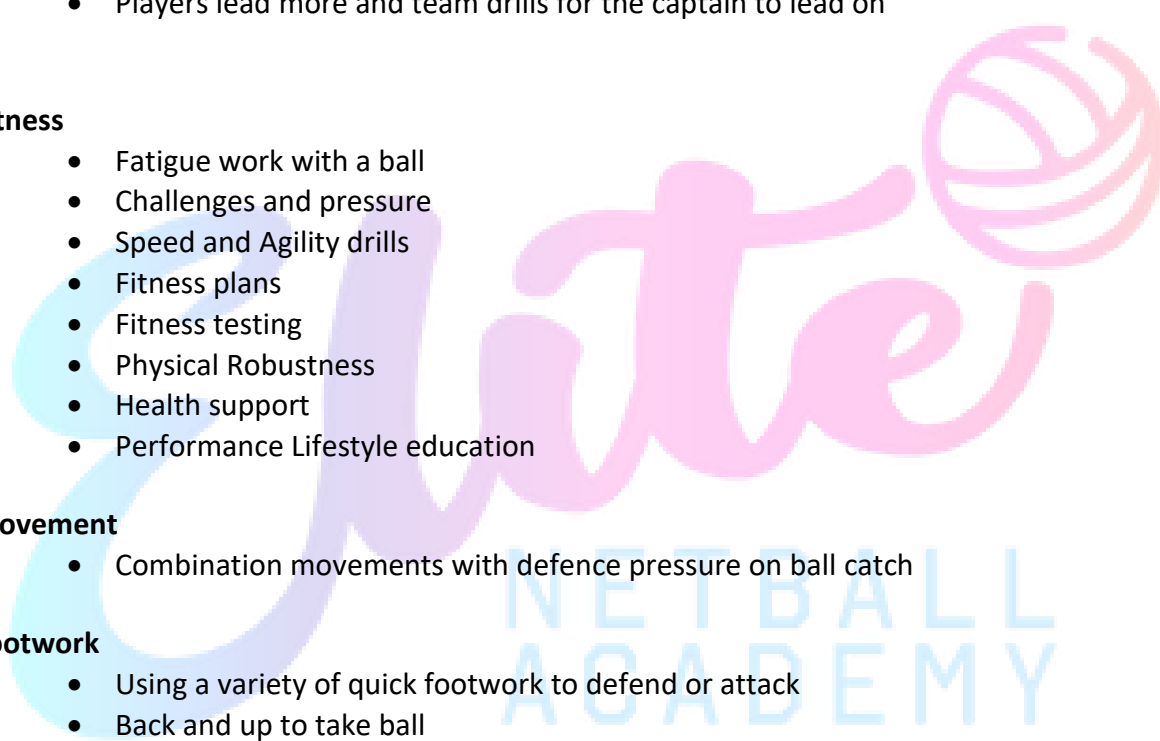 • Players lead more and team drills for the captain to lead on
tness
• Fatigue work with a ball
• Challenges and pressure
• Speed and Agility drills
• Fitness plans
• Fitness testing
• Physical Robustness
• Health support
• Performance Lifestyle education
ovement
• Combination movements with defence pressure on ball catch
ootwork
• Using a variety of quick footwork to defend or attack
• Back and up to take ball
Elite
NETBALL
ACADEMY